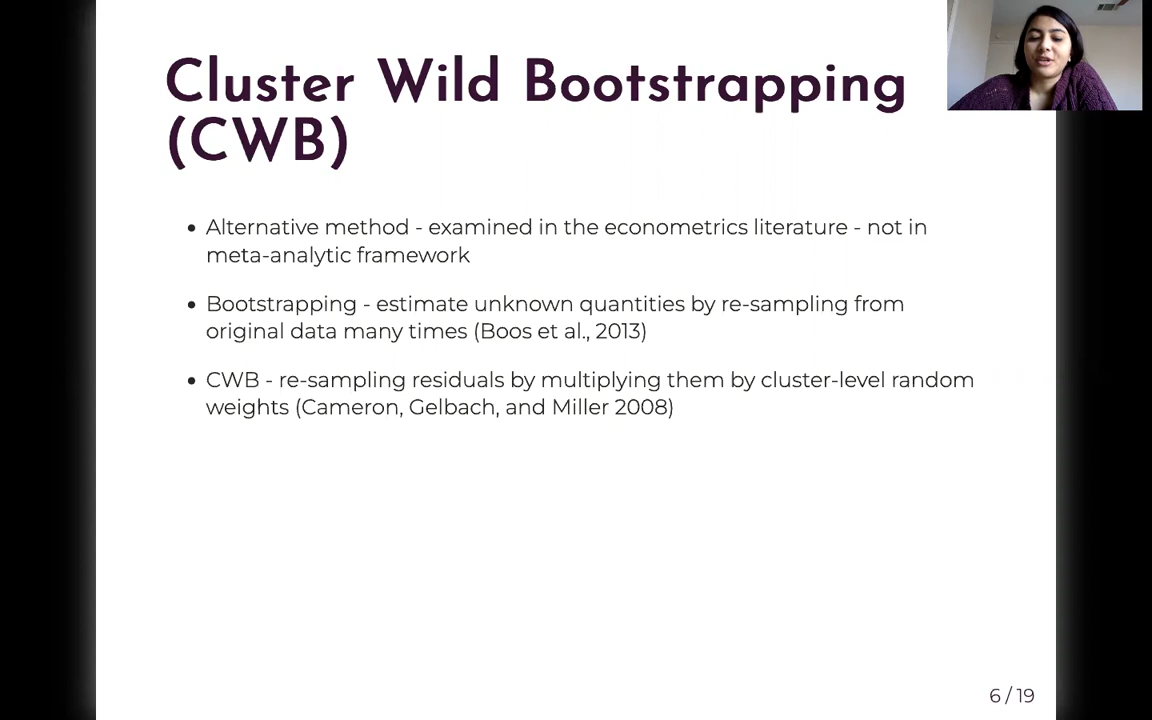 Cluster Wild Bootstrapping
(CWB)
Alternative method - examined in the econometrics literature - not in
meta-analytic framework
Bootstrapping - estimate unknown quantities by re-sampling from
original data many times (Boos et al., 2013)
CWB - re-sampling residuals by multiplying them by cluster-level random
weights (Cameron, Gelbach, and Miller 2008)
6 / 19